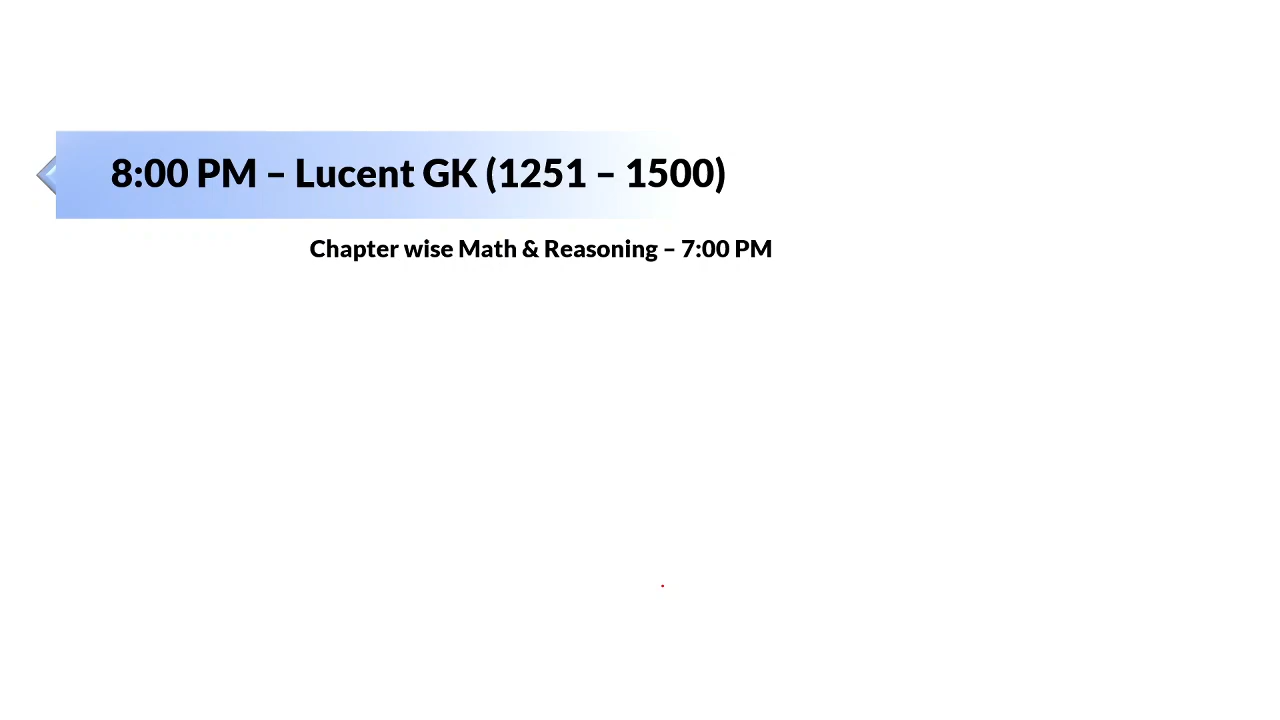 8:00 PM – Lucent GK (1251 – 1500)
Chapter wise Math & Reasoning – 7:00 PM